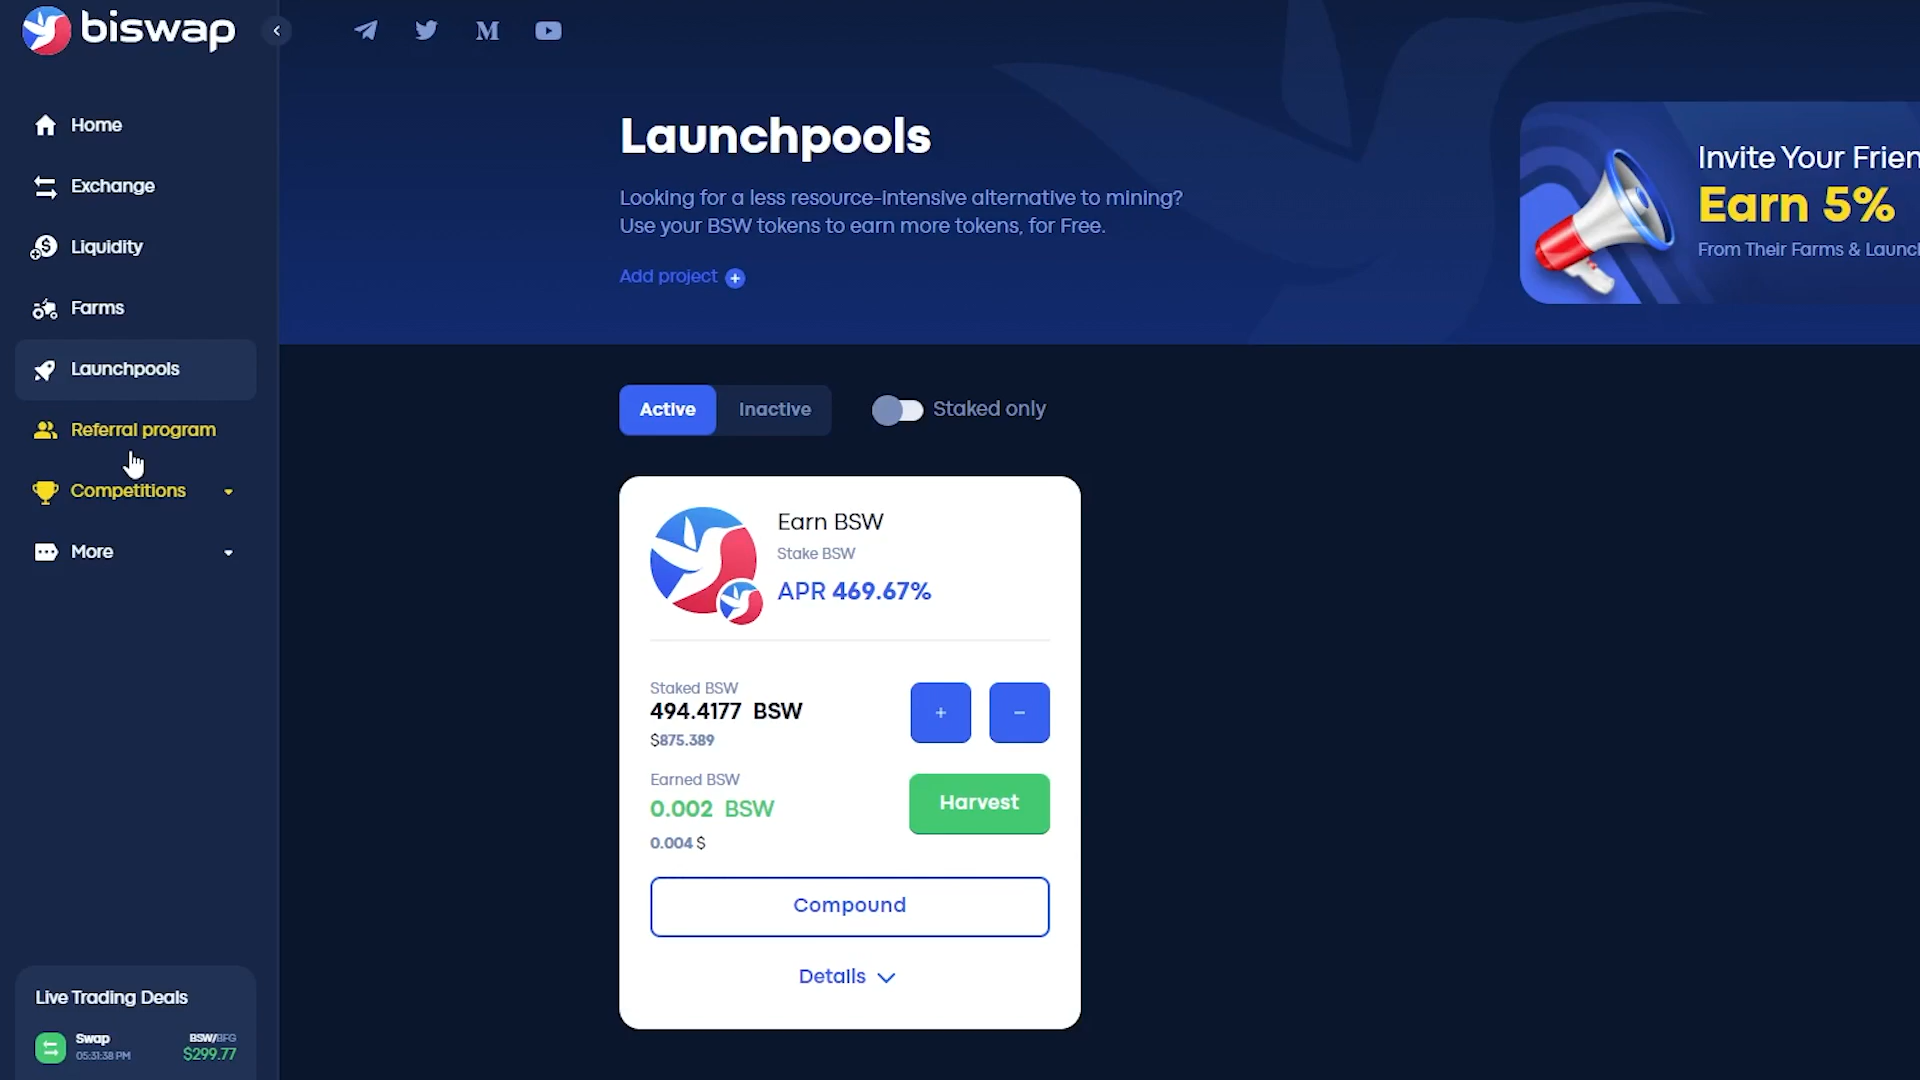 biswap
Home
Exchange
Liquidity
Farms
Launchpools
Referral program
Competitions
More
Live Trading Deals
Swap
05:31:38 PM
BSW/BFG
$299.77
Launchpools
Looking for a less resource-intensive alternative to mining?
Use your BSW tokens to earn more tokens, for Free.
Add project +
Invite Your Frien
Earn 5%
From Their Farms & Launc
Active
Inactive
Staked only
Earn BSW
Stake BSW
APR 469.67%
Staked BSW
494.4177 BSW
$875.389
+
-
Earned BSW
0.002 BSW
0.004 $
Harvest
Compound
Details